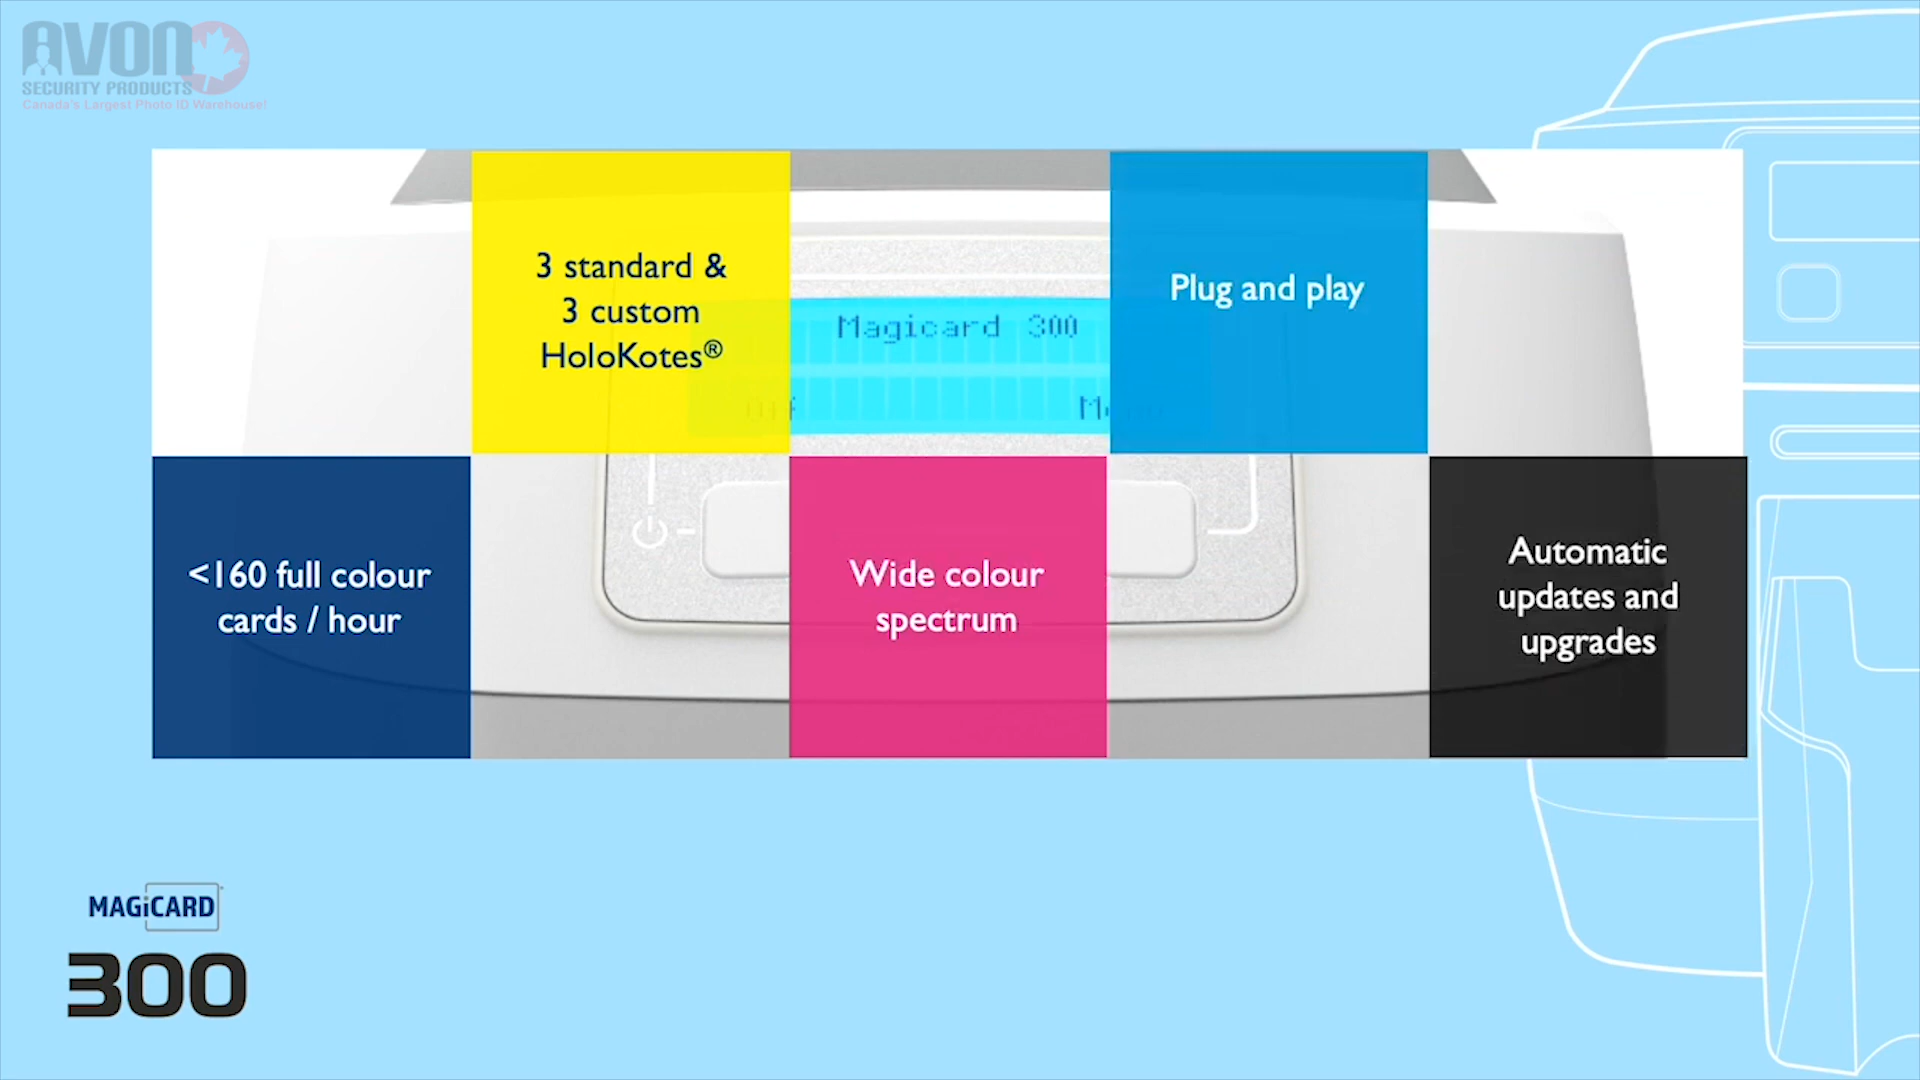 AVON
SECURITY PRODUCTS
Canada's Largest Photo ID Warehouse!
3 standard &
3 custom
HoloKotes®
Magicard 300
Off
Plug and play
<160 full colour
cards / hour
Wide colour
spectrum
Automatic
updates and
upgrades
MAGiCARD
300